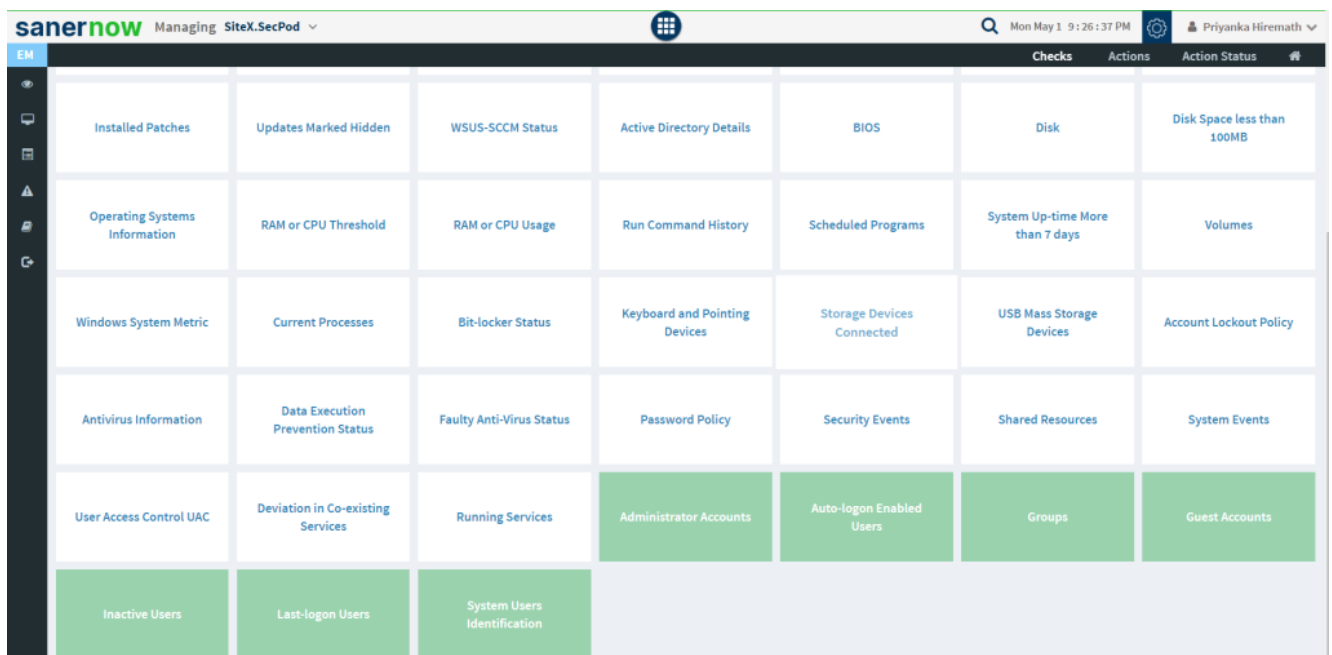 sanernow Managing SiteX.SecPod Mon May 1 9:26:37 PM Priyanka Hiremath
EM Checks Actions Action Status
Installed Patches
Updates Marked Hidden
WSUS-SCCM Status
Active Directory Details
BIOS
Disk
Disk Space less than
100MB
Operating Systems
Information
RAM or CPU Threshold
RAM or CPU Usage
Run Command History
Scheduled Programs
System Up-time More
than 7 days
Volumes
Windows System Metric
Current Processes
Bit-locker Status
Keyboard and Pointing
Devices
Storage Devices
Connected
USB Mass Storage
Devices
Account Lockout Policy
Antivirus Information
Data Execution
Prevention Status
Faulty Anti-Virus Status
Password Policy
Security Events
Shared Resources
System Events
User Access Control UAC
Deviation in Co-existing
Services
Running Services
Administrator Accounts
Auto-logon Enabled
Users
Groups
Guest Accounts
Inactive Users
Last-logon Users
System Users
Identification